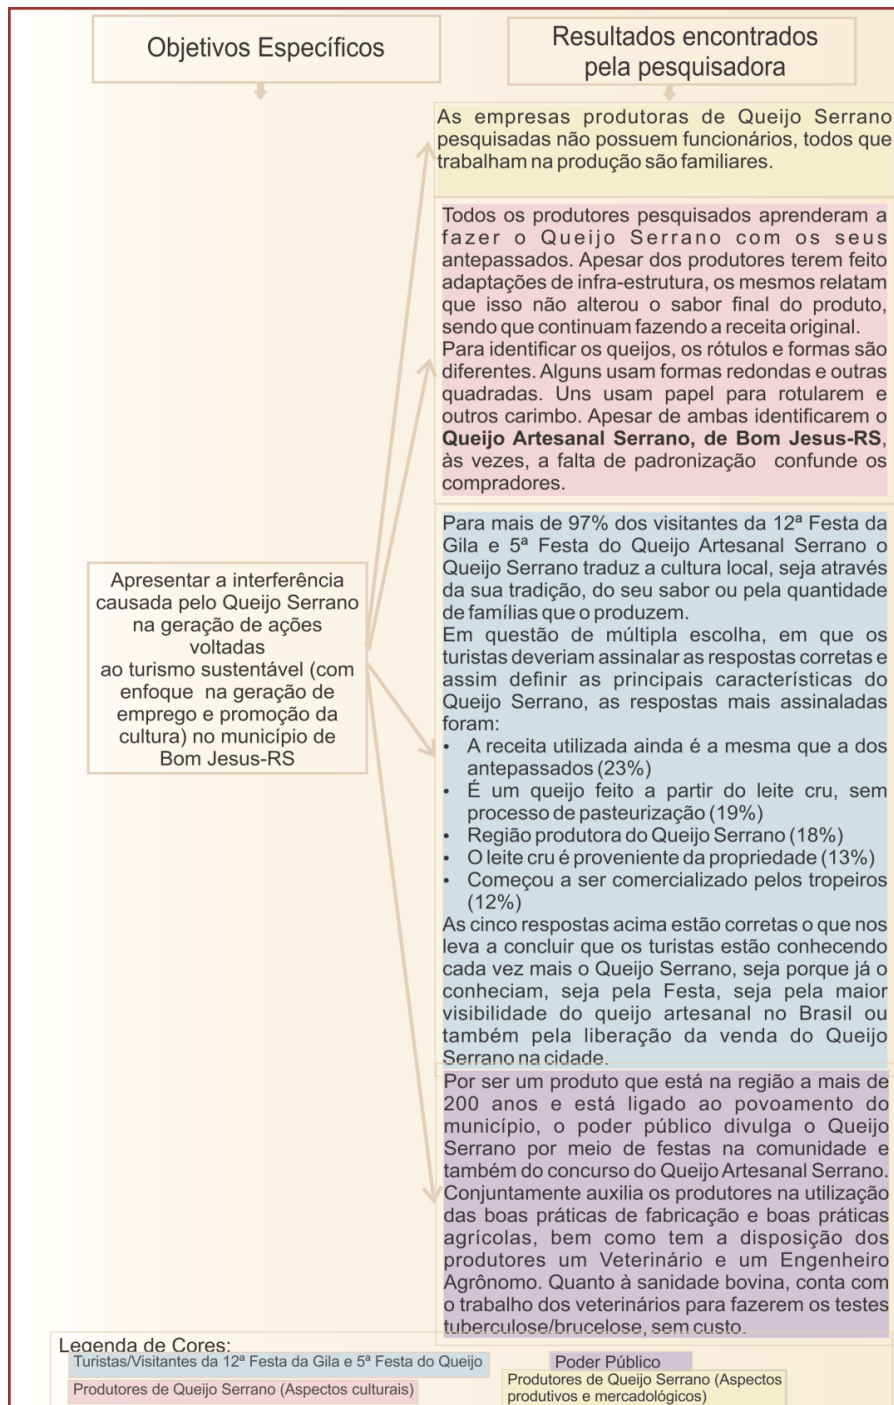 Objetivos Específicos
Resultados encontrados
pela pesquisadora
As empresas produtoras de Queijo Serrano
pesquisadas não possuem funcionários, todos que
trabalham na produção são familiares.
Todos os produtores pesquisados aprenderam a
fazer o Queijo Serrano com os seus
antepassados. Apesar dos produtores terem feito
adaptações de infra-estrutura, os mesmos relatam
que isso não alterou o sabor final do produto,
sendo que continuam fazendo a receita original.
Para identificar os queijos, os rótulos e formas são
diferentes. Alguns usam formas redondas e outras
quadradas. Uns usam papel para rotularem e
outros carimbo. Apesar de ambas identificarem o
Queijo Artesanal Serrano, de Bom Jesus-RS,
às vezes, a falta de padronização confunde os
compradores.
Apresentar a interferência
causada pelo Queijo Serrano
na geração de ações
voltadas
ao turismo sustentável (com
enfoque na geração de
emprego e promoção da
cultura) no município de
Bom Jesus-RS
Para mais de 97% dos visitantes da 12ª Festa da
Gila e 5ª Festa do Queijo Artesanal Serrano o
Queijo Serrano traduz a cultura local, seja através
da sua tradição, do seu sabor ou pela quantidade
de famílias que o produzem.
Em questão de múltipla escolha, em que os
turistas deveriam assinalar as respostas corretas e
assim definir as principais características do
Queijo Serrano, as respostas mais assinaladas
foram:
• A receita utilizada ainda é a mesma que a dos
antepassados (23%)
• É um queijo feito a partir do leite cru, sem
processo de pasteurização (19%)
• Região produtora do Queijo Serrano (18%)
• O leite cru é proveniente da propriedade (13%)
• Começou a ser comercializado pelos tropeiros
(12%)
As cinco respostas acima estão corretas o que nos
leva a concluir que os turistas estão conhecendo
cada vez mais o Queijo Serrano, seja porque já o
conheciam, seja pela Festa, seja pela maior
visibilidade do queijo artesanal no Brasil ou
também pela liberação da venda do Queijo
Serrano na cidade.
Por ser um produto que está na região a mais de
200 anos e está ligado ao povoamento do
município, o poder público divulga o Queijo
Serrano por meio de festas na comunidade e
também do concurso do Queijo Artesanal Serrano.
Conjuntamente auxilia os produtores na utilização
das boas práticas de fabricação e boas práticas
agrícolas, bem como tem a disposição dos
produtores um Veterinário e um Engenheiro
Agrônomo. Quanto à sanidade bovina, conta com
o trabalho dos veterinários para fazerem os testes
tuberculose/brucelose, sem custo.
Legenda de Cores:
Turistas/Visitantes da 12ª Festa da Gila e 5ª Festa do Queijo
Poder Público
Produtores de Queijo Serrano (Aspectos culturais)
Produtores de Queijo Serrano (Aspectos
produtivos e mercadológicos)